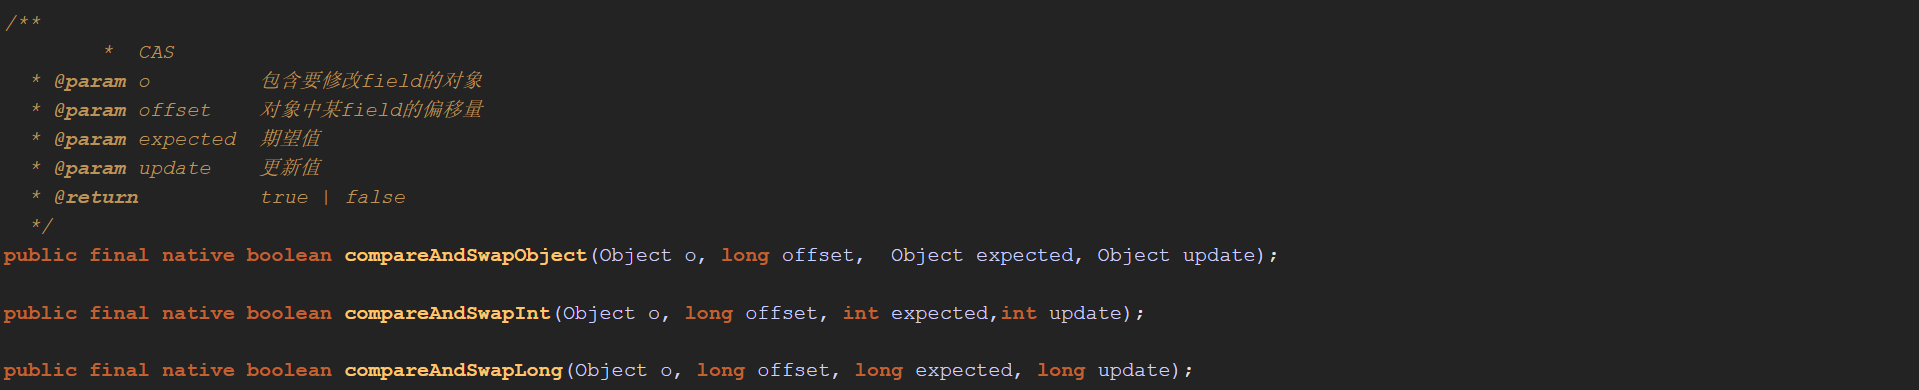 /**
* CAS
* @param o 包含要修改field的对象
* @param offset 对象中某field的偏移量
* @param expected 期望值
* @param update 更新值
* @return true | false
*/
public final native boolean compareAndSwapObject(Object o, long offset, Object expected, Object update);
public final native boolean compareAndSwapInt(Object o, long offset, int expected,int update);
public final native boolean compareAndSwapLong(Object o, long offset, long expected, long update);